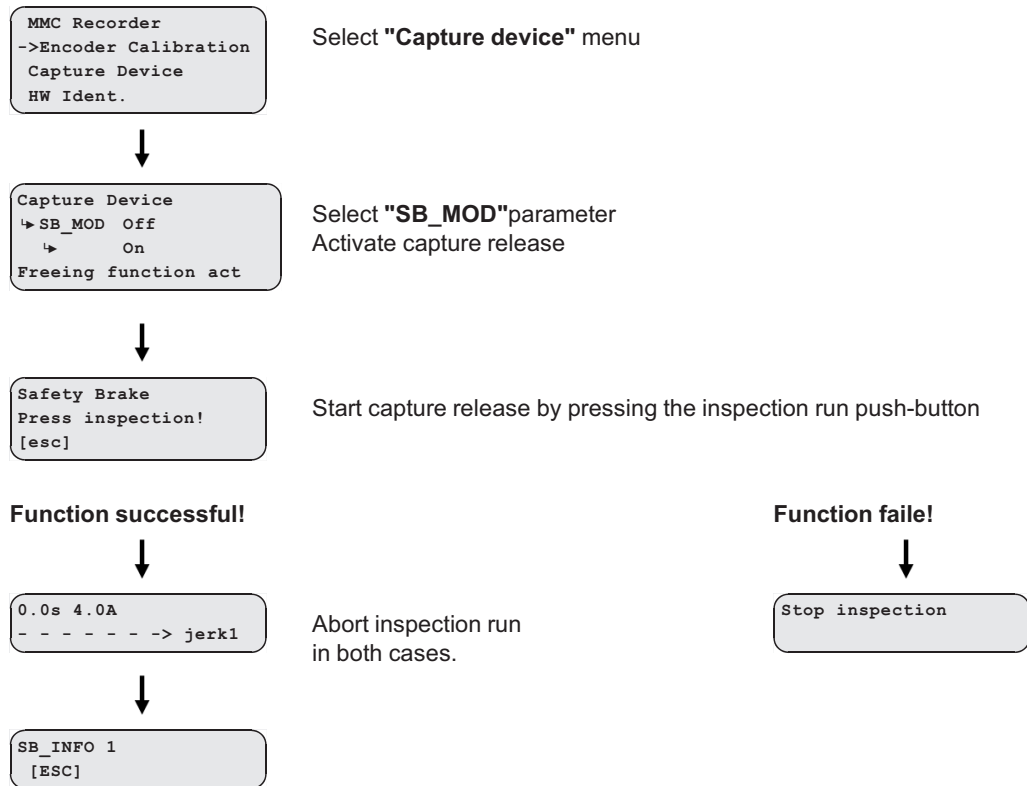 MMC Recorder
->Encoder Calibration
Capture Device
HW Ident.
Select "Capture device" menu
Capture Device
↳ SB_MOD Off
↳ On
Freeing function act
Select "SB_MOD"parameter
Activate capture release
Safety Brake
Press inspection!
[esc]
Start capture release by pressing the inspection run push-button
Function successful!
Function faile!
0.0s 4.0A
- - - - - -> jerk1
Abort inspection run
in both cases.
Stop inspection
SB_INFO 1
[ESC]